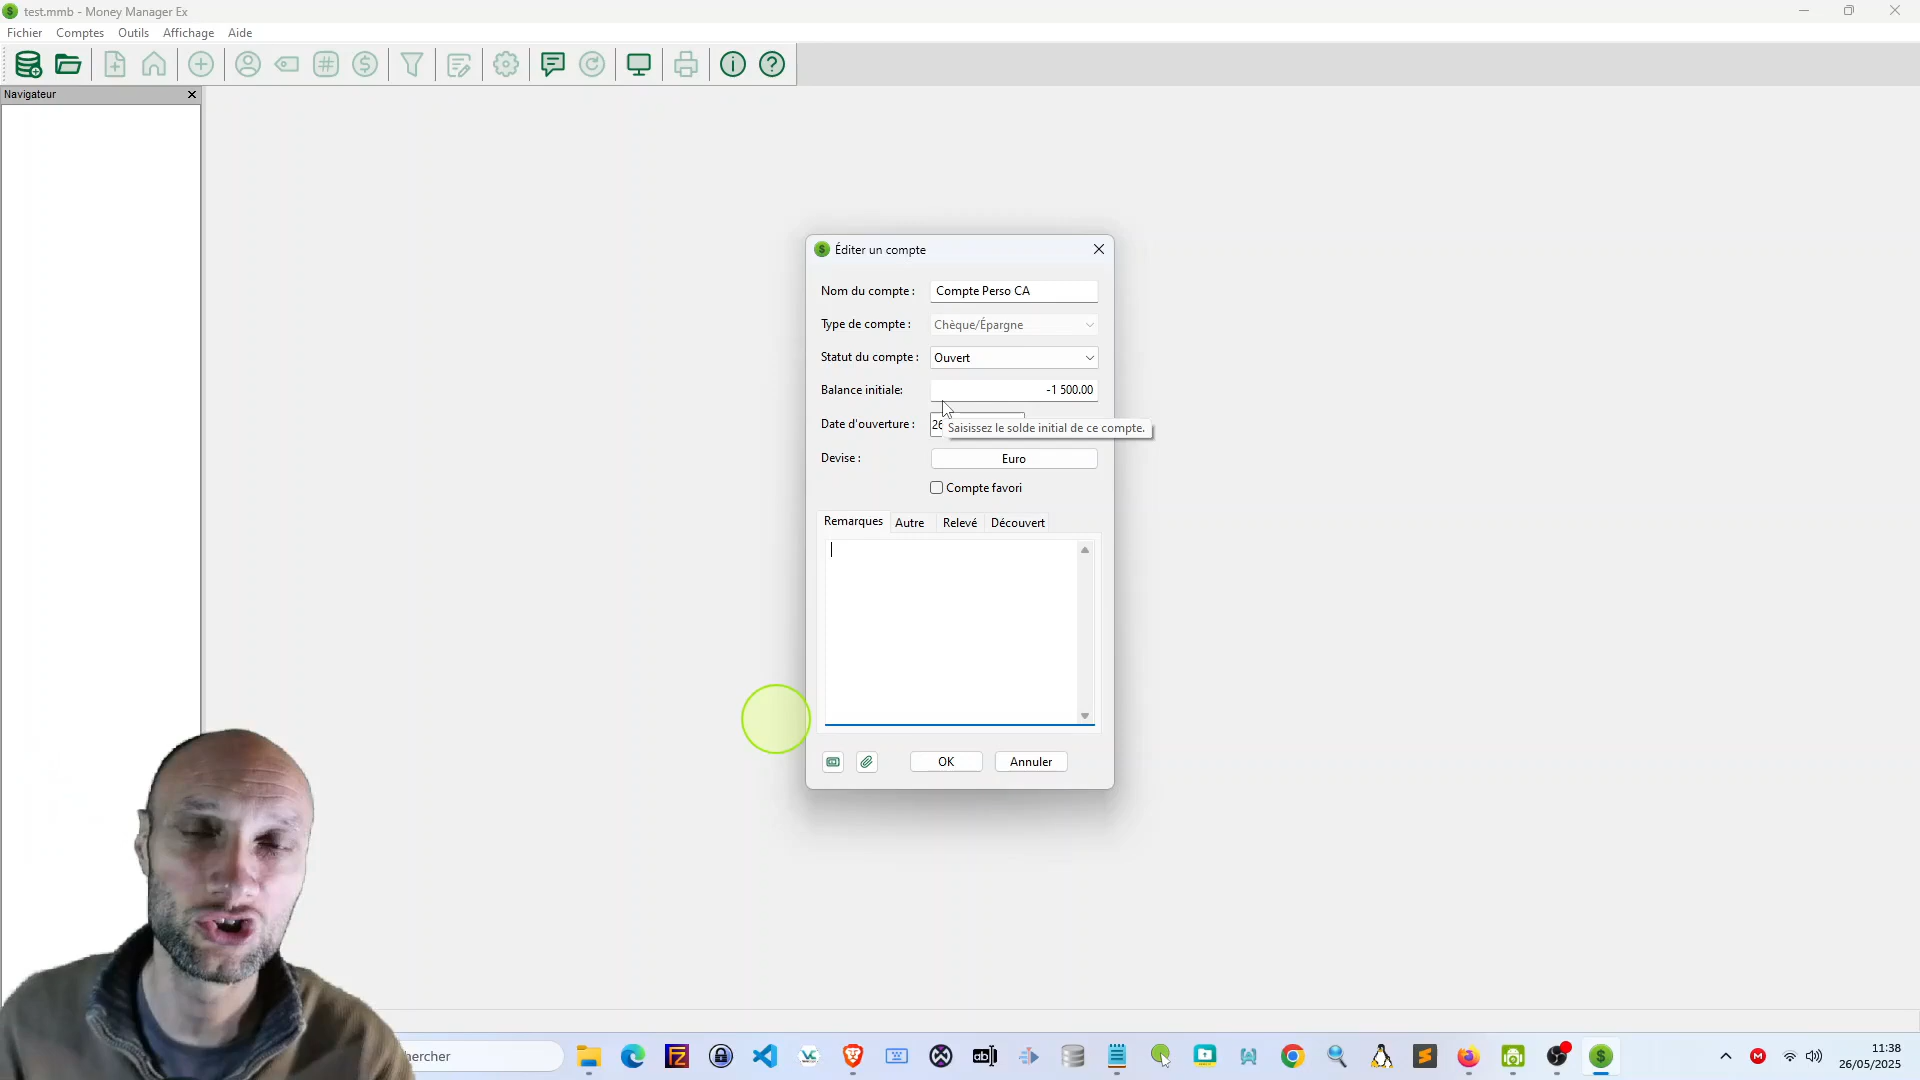 test.mmb - Money Manager Ex
Fichier Comptes Outils Affichage Aide
Navigateur
Éditer un compte
Nom du compte : Compte Perso CA
Type de compte : Chèque/Épargne
Statut du compte : Ouvert
Balance initiale: -1 500.00
Date d'ouverture : 26
Saisissez le solde initial de ce compte.
Devise : Euro
Compte favori
Remarques Autre Relevé Découvert
OK Annuler
hercher
11:38
26/05/2025